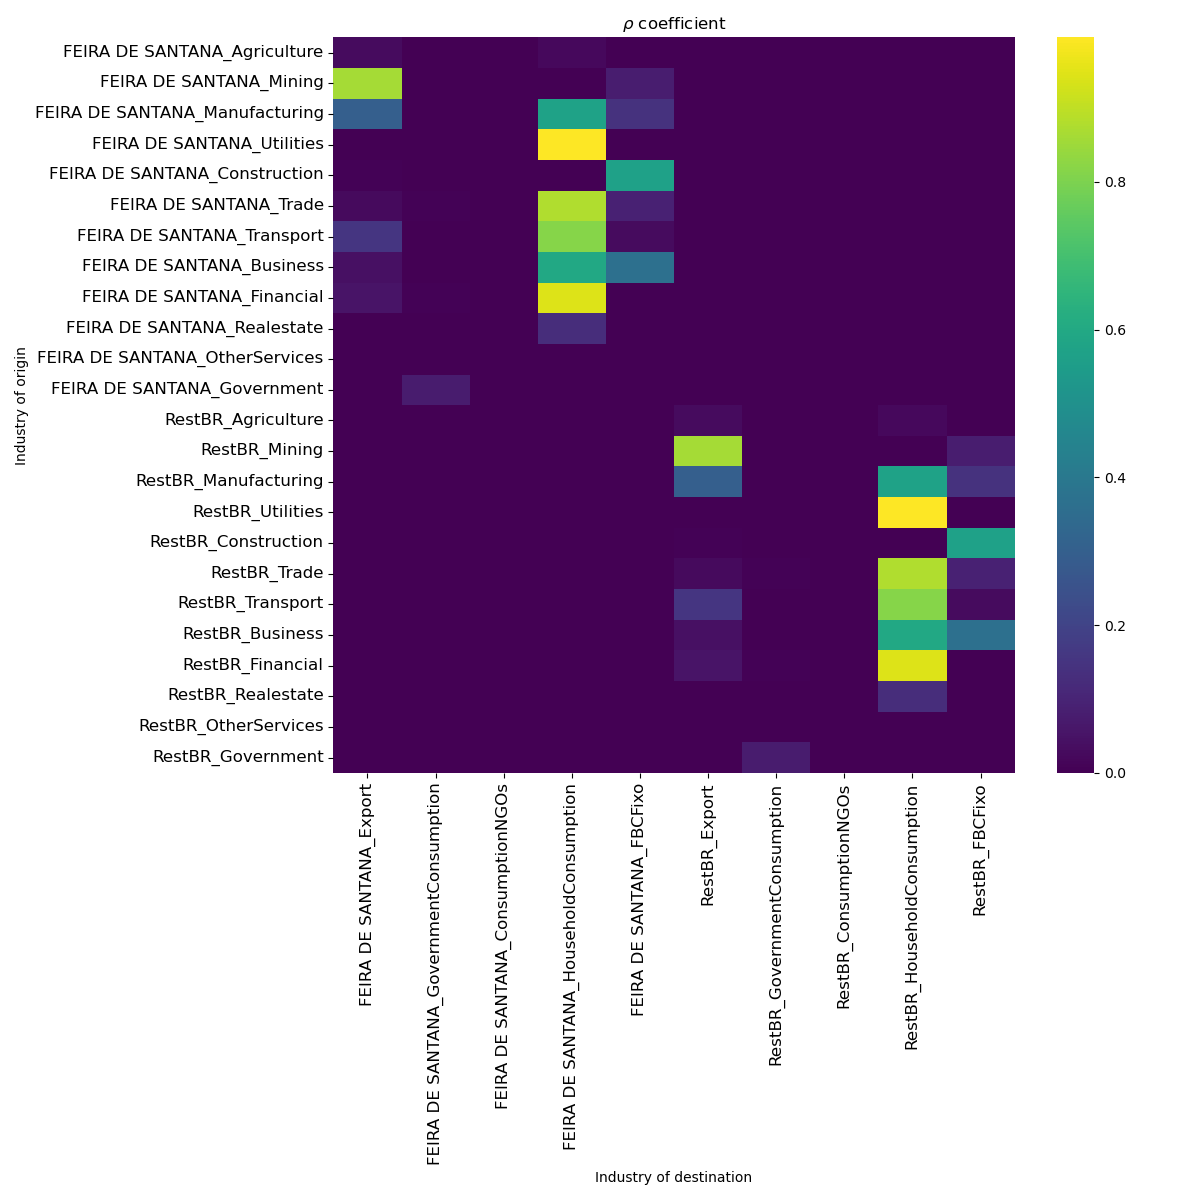 ρ coefficient
FEIRA DE SANTANA_Agriculture
FEIRA DE SANTANA_Mining
FEIRA DE SANTANA_Manufacturing
FEIRA DE SANTANA_Utilities
FEIRA DE SANTANA_Construction
FEIRA DE SANTANA_Trade
FEIRA DE SANTANA_Transport
FEIRA DE SANTANA_Business
FEIRA DE SANTANA_Financial
FEIRA DE SANTANA_Realestate
FEIRA DE SANTANA_OtherServices
FEIRA DE SANTANA_Government
RestBR_Agriculture
RestBR_Mining
RestBR_Manufacturing
RestBR_Utilities
RestBR_Construction
RestBR_Trade
RestBR_Transport
RestBR_Business
RestBR_Financial
RestBR_Realestate
RestBR_OtherServices
RestBR_Government
Industry of origin
FEIRA DE SANTANA_Export
FEIRA DE SANTANA_GovernmentConsumption
FEIRA DE SANTANA_ConsumptionNGOs
FEIRA DE SANTANA_HouseholdConsumption
FEIRA DE SANTANA_FBCFixo
RestBR_Export
RestBR_GovernmentConsumption
RestBR_ConsumptionNGOs
RestBR_HouseholdConsumption
RestBR_FBCFixo
Industry of destination
0.8
0.6
0.4
0.2
0.0